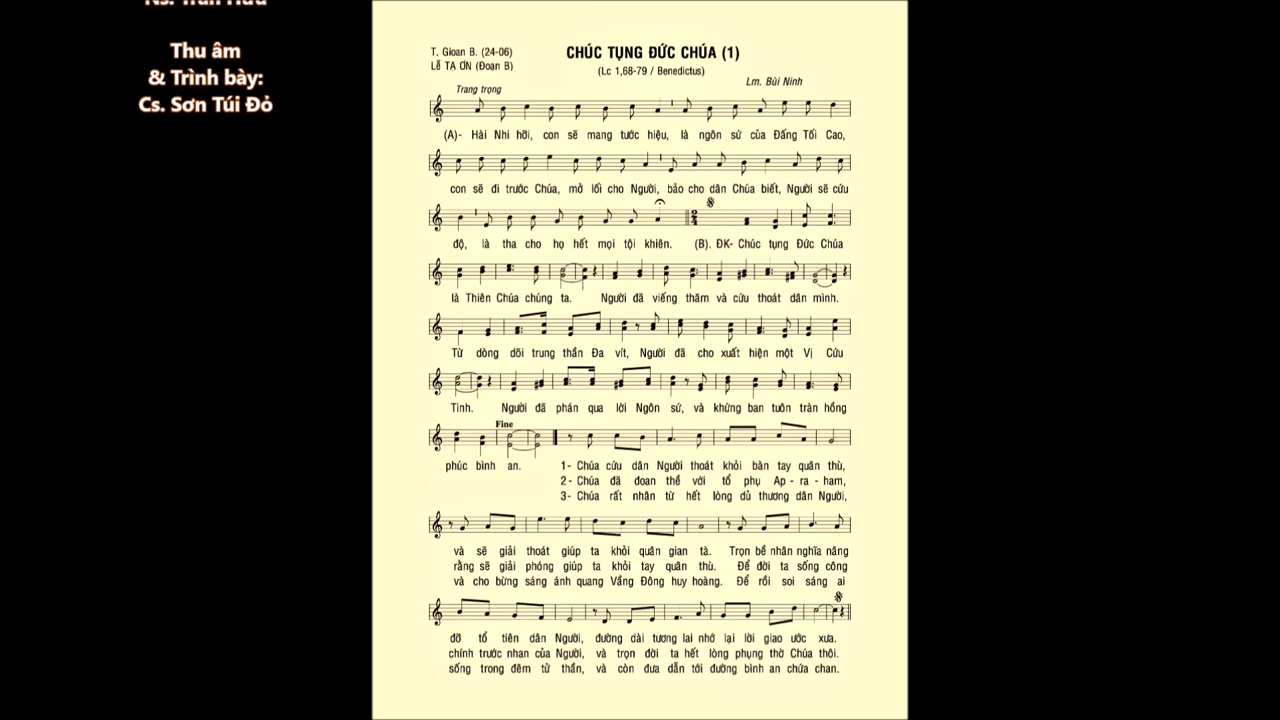 Ns. Trần Hữu
Thu âm
& Trình bày:
Cs. Sơn Túi Đỏ
T. Gioan B. (24-06)
LỄ TẠ ƠN (Đoạn B)
CHÚC TỤNG ĐỨC CHÚA (1)
(Lc 1,68-79 / Benedictus)
Lm. Bùi Ninh
Trang trọng
(A)- Hài Nhi hỡi, con sẽ mang tước hiệu, là ngôn sứ của Đấng Tối Cao,
con sẽ đi trước Chúa, mở lối cho Người, bảo cho dân Chúa biết, Người sẽ cứu
độ, là tha cho họ hết mọi tội khiên. (B). ĐK- Chúc tụng Đức Chúa
là Thiên Chúa chúng ta. Người đã viếng thăm và cứu thoát dân mình.
Từ dòng dõi trung thần Đa vít, Người đã cho xuất hiện một Vị Cứu
Tinh. Người đã phán qua lời Ngôn sứ, và khứng ban tuôn tràn hồng
Fine
phúc bình an. 1- Chúa cứu dân Người thoát khỏi bàn tay quân thù,
2- Chúa đã đoan thề với tổ phụ Ap - ra - ham,
3- Chúa rất nhân từ hết lòng dủ thương dân Người,
và sẽ giải thoát giúp ta khỏi quân gian tà. Trọn bề nhân nghĩa nâng
rằng sẽ giải phóng giúp ta khỏi tay quân thù. Để đời ta sống công
và cho bừng sáng ánh quang Vầng Đông huy hoàng. Để rồi soi sáng ai
đỡ tổ tiên dân Người, đường dài tương lai nhớ lại lời giao ước xưa.
chính trước nhan của Người, và trọn đời ta hết lòng phụng thờ Chúa thôi.
sống trong đêm tử thần, và còn đưa dẫn tới đường bình an chứa chan.